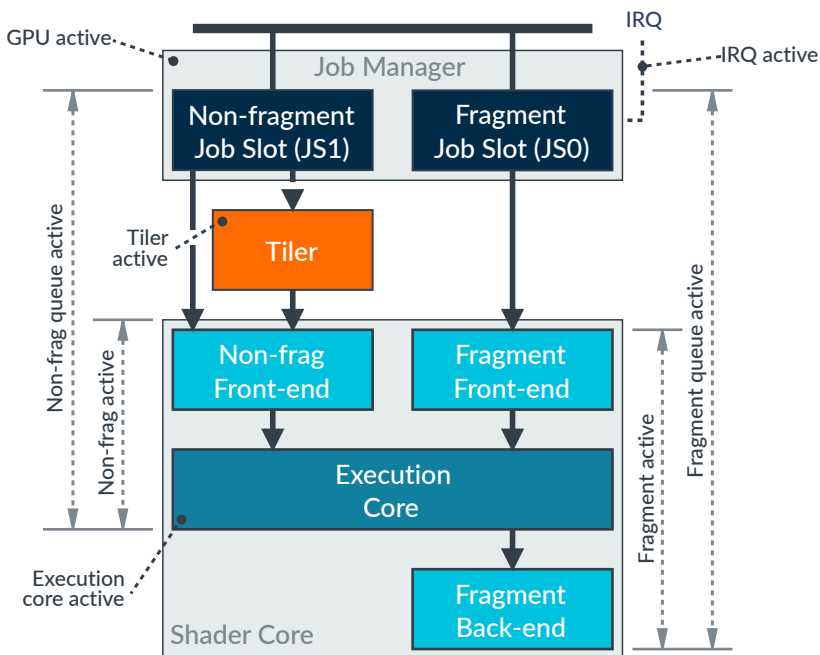 IRQ
GPU active
IRQ active
Job Manager
Non-fragment
Job Slot (JS1)
Fragment
Job Slot (JS0)
Tiler
active
Tiler
Non-frag queue active
Non-frag active
Fragment active
Fragment queue active
Non-frag
Front-end
Fragment
Front-end
Execution
Core
Execution
core active
Fragment
Back-end
Shader Core